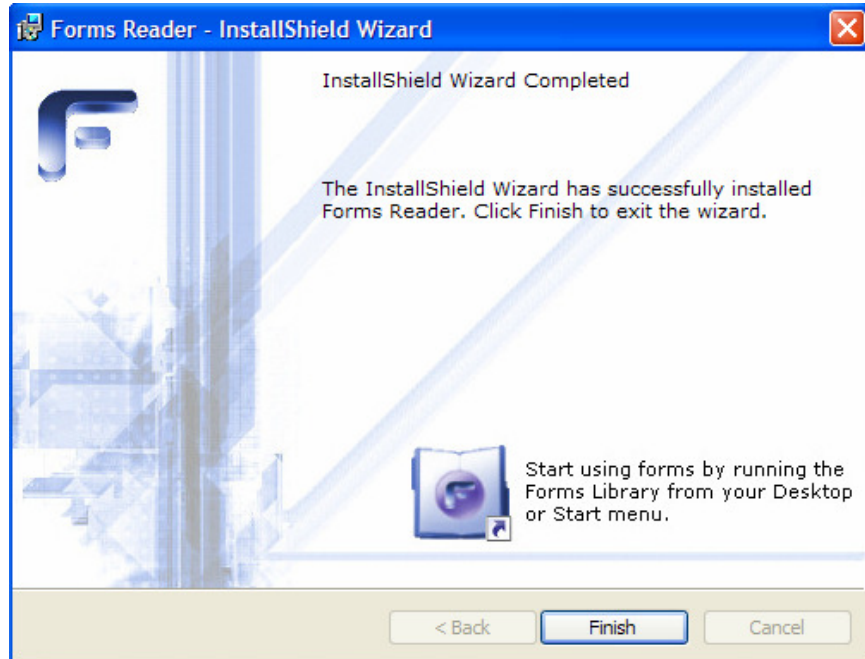 Forms Reader - InstallShield Wizard
InstallShield Wizard Completed
The InstallShield Wizard has successfully installed
Forms Reader. Click Finish to exit the wizard.
Start using forms by running the
Forms Library from your Desktop
or Start menu.
< Back Finish Cancel